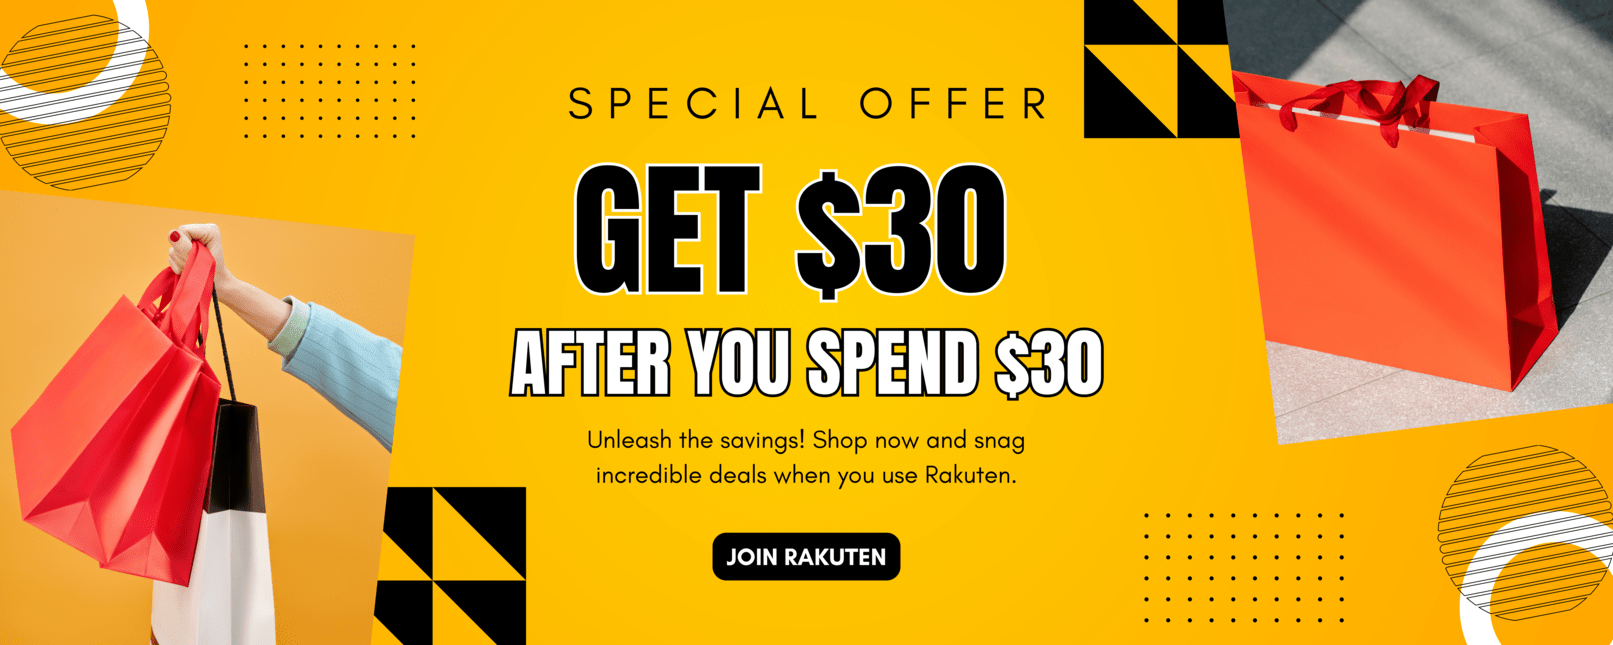 SPECIAL OFFER
GET $30
AFTER YOU SPEND $30
Unleash the savings! Shop now and snag
incredible deals when you use Rakuten.
JOIN RAKUTEN